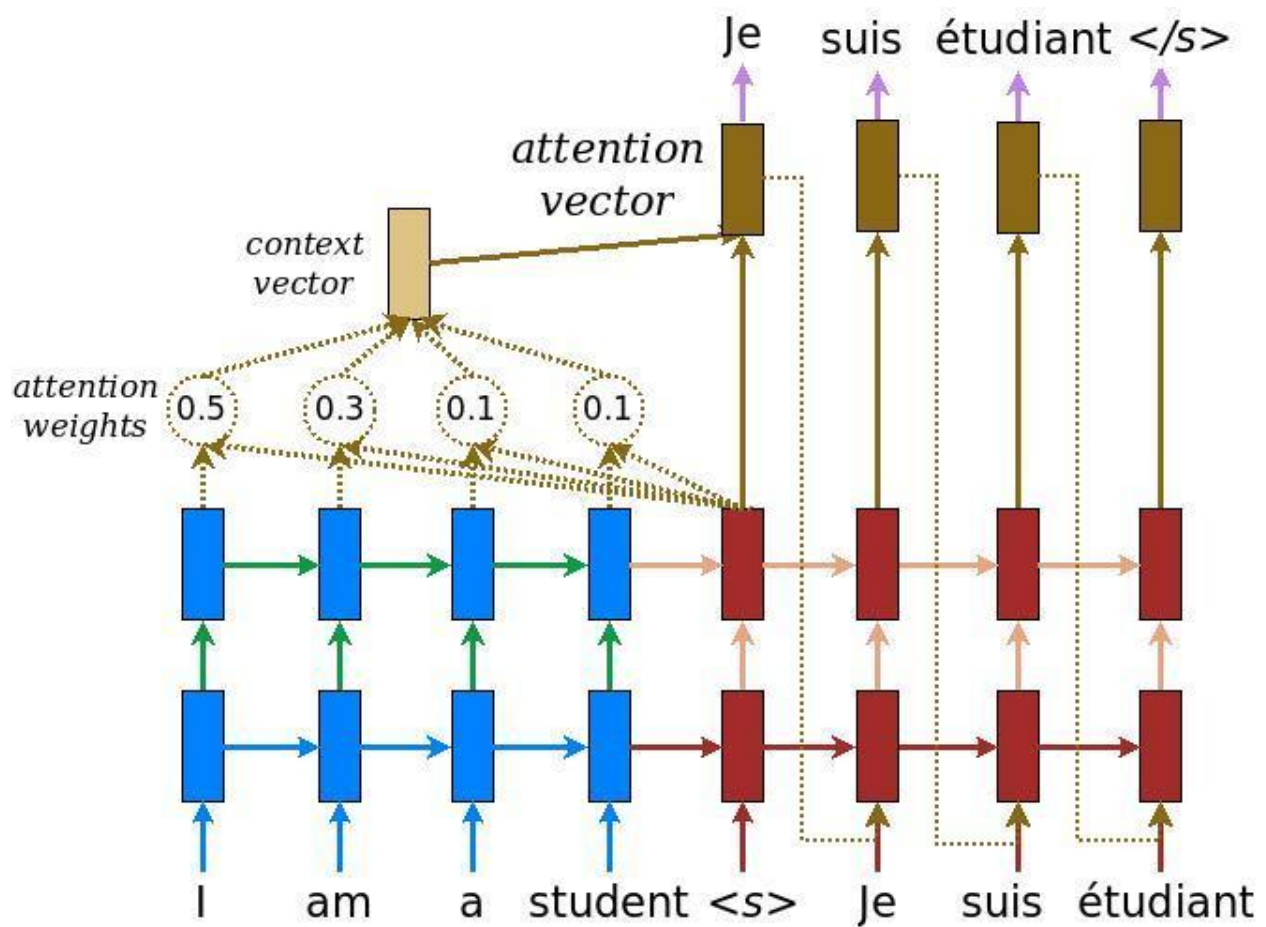 Je suis étudiant </s>
attention
vector
context
vector
attention
weights
0.5 0.3 0.1 0.1
I am a student <s> Je suis étudiant